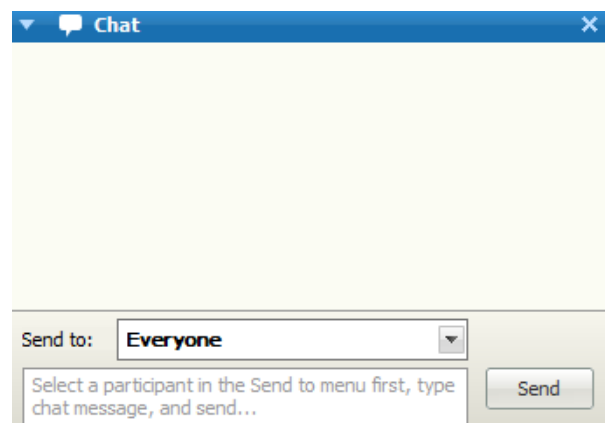 Chat
Send to: Everyone
Select a participant in the Send to menu first, type
chat message, and send...
Send